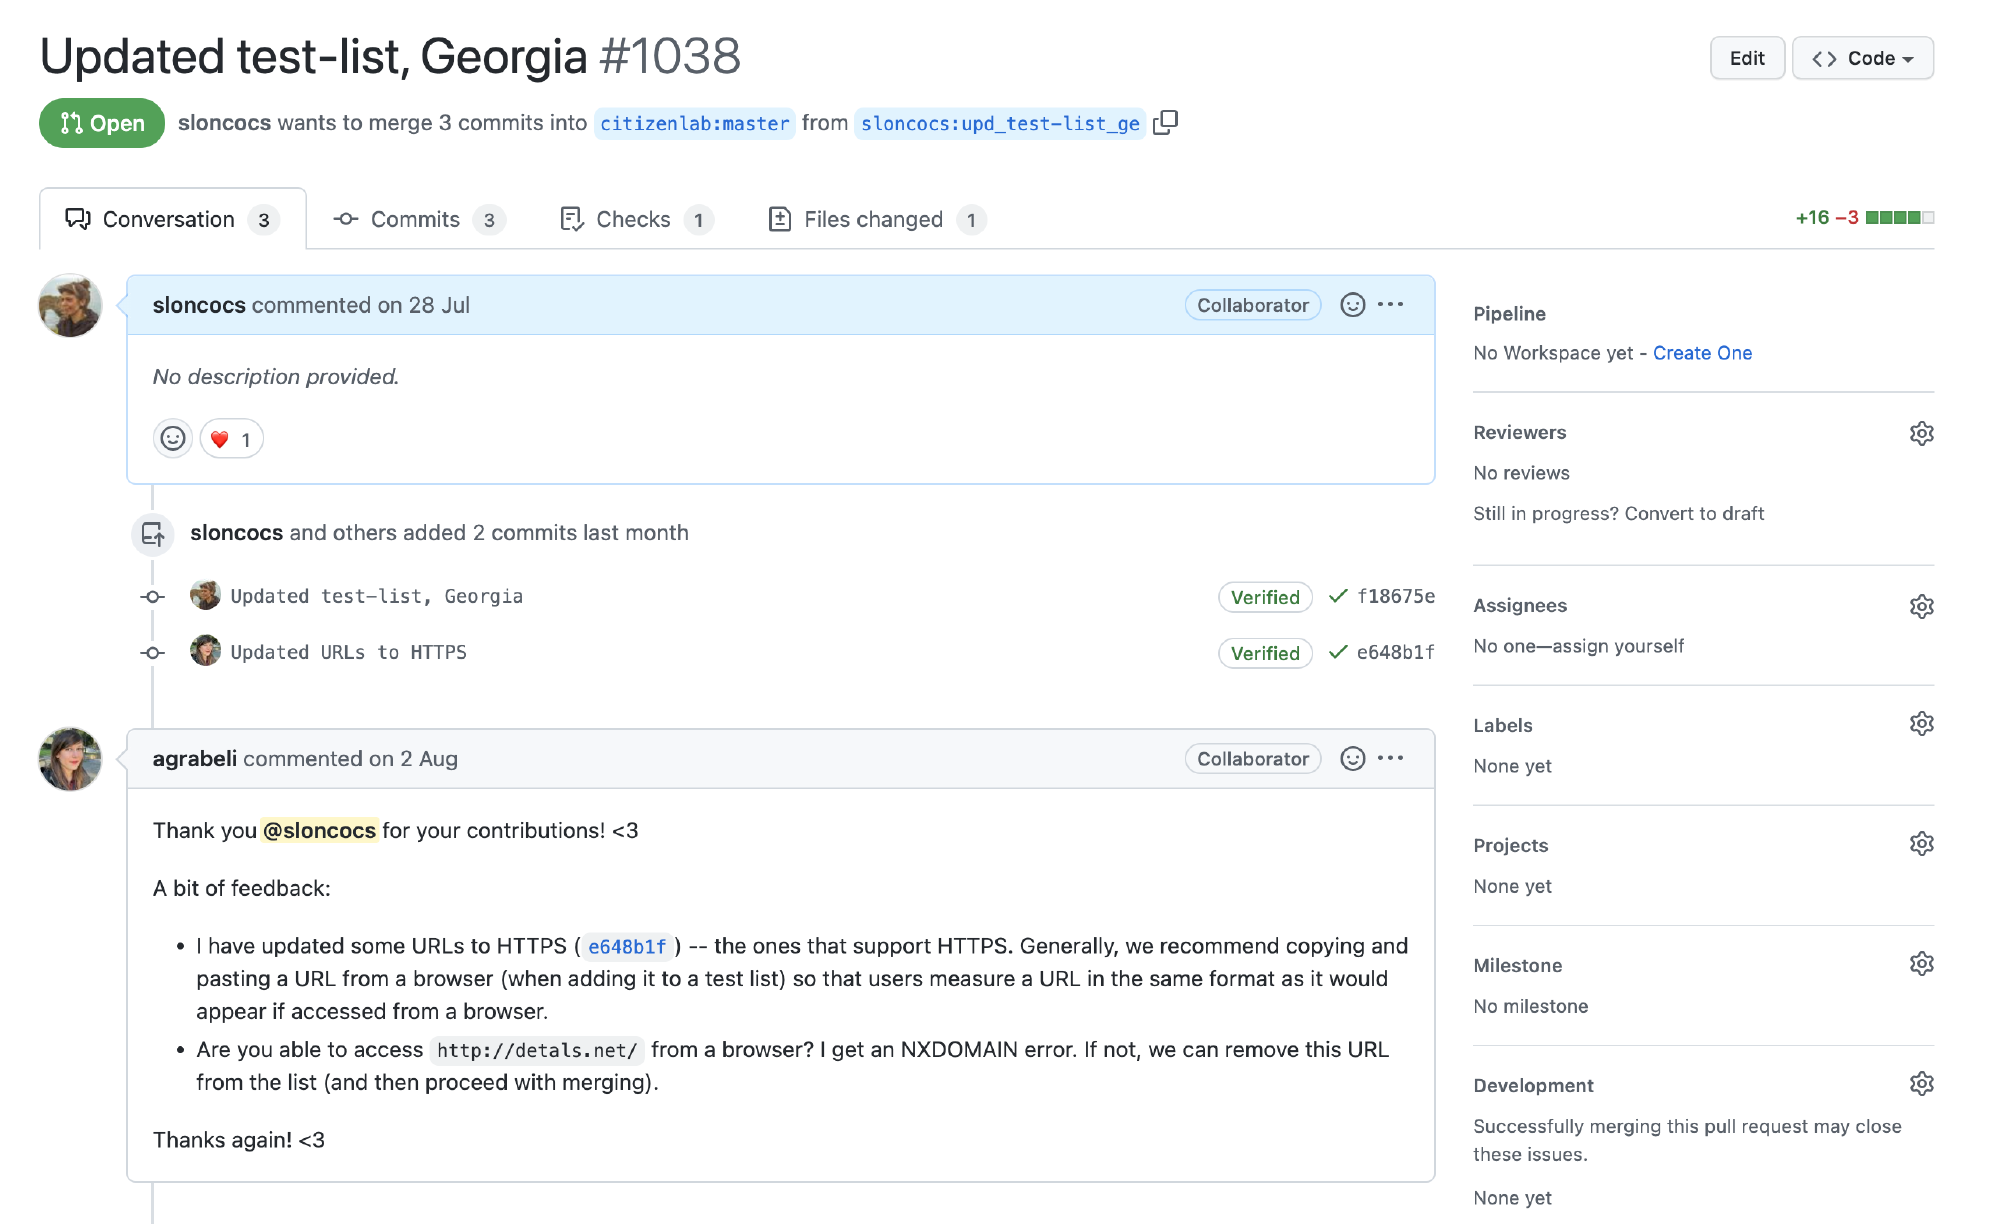 Updated test-list, Georgia #1038
Edit
Code
Open
sloncocs wants to merge 3 commits into citizenlab:master from sloncocs:upd_test-list_ge
Conversation 3
Commits 3
Checks 1
Files changed 1
+16 −3
sloncocs commented on 28 Jul
Collaborator
No description provided.
❤️ 1
sloncocs and others added 2 commits last month
Updated test-list, Georgia
Verified
f18675e
Updated URLs to HTTPS
Verified
e648b1f
agrabeli commented on 2 Aug
Collaborator
Thank you @sloncocs for your contributions! <3
A bit of feedback:
• I have updated some URLs to HTTPS ( e648b1f ) -- the ones that support HTTPS. Generally, we recommend copying and
pasting a URL from a browser (when adding it to a test list) so that users measure a URL in the same format as it would
appear if accessed from a browser.
• Are you able to access http://detals.net/ from a browser? I get an NXDOMAIN error. If not, we can remove this URL
from the list (and then proceed with merging).
Thanks again! <3
Pipeline
No Workspace yet - Create One
Reviewers
No reviews
Still in progress? Convert to draft
Assignees
No one—assign yourself
Labels
None yet
Projects
None yet
Milestone
No milestone
Development
Successfully merging this pull request may close
these issues.
None yet